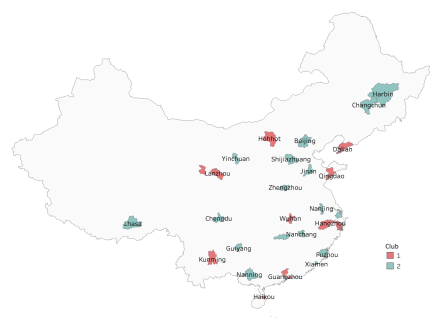 Harbin
Changchun
Hohhot
Beijing
Dalian
Yinchuan
Shijiazhuang
Lanzhou
Jinan
Qingdao
Zhengzhou
Nanjing
Lhasa
Chengdu
Wuhan
Hangzhou
Nanchang
Guiyang
Fuzhou
Kunming
Xiamen
Nanning
Guangzhou
Haikou
Club
1
2